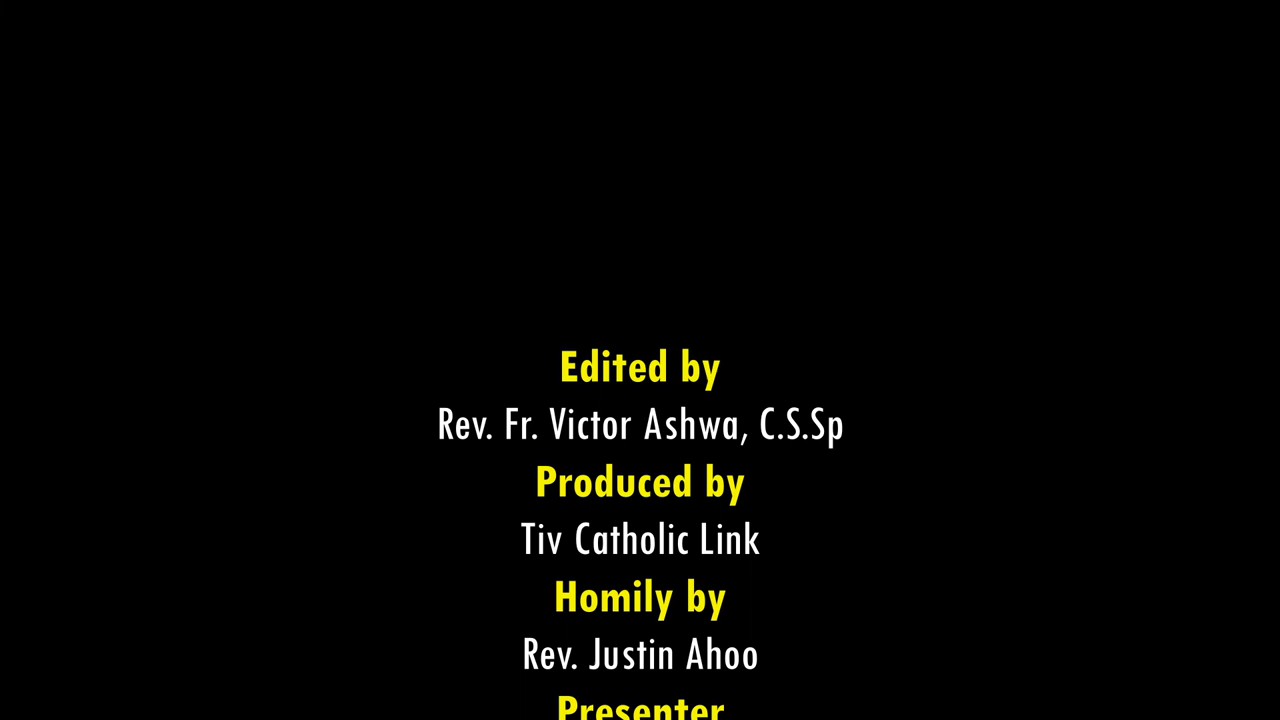 Edited by
Rev. Fr. Victor Ashwa, C.S.Sp
Produced by
Tiv Catholic Link
Homily by
Rev. Justin Ahoo
Presenter